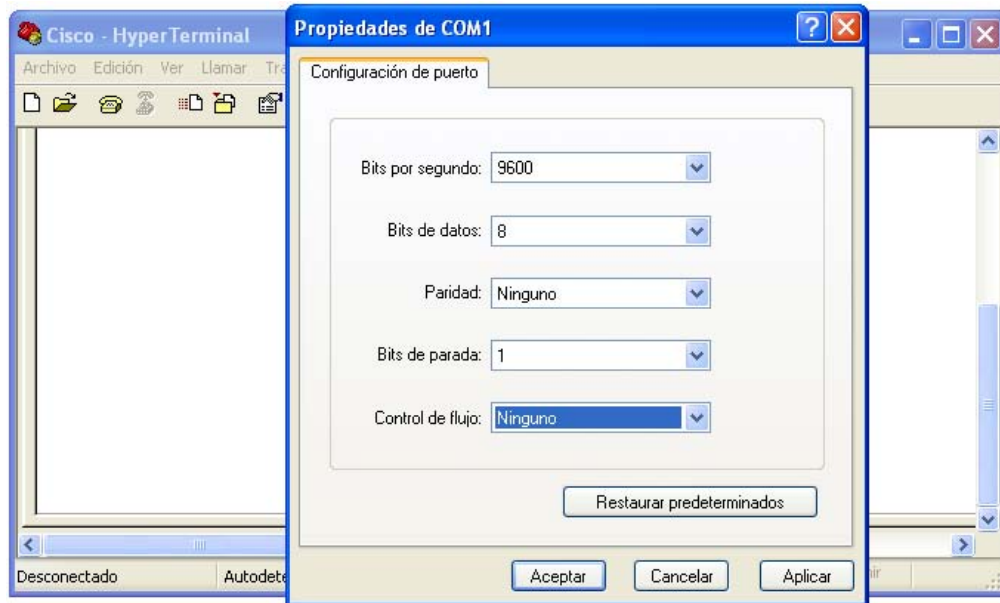 Cisco - HyperTerminal
Propiedades de COM1
Archivo Edición Ver Llamar
Configuración de puerto
Bits por segundo: 9600
Bits de datos: 8
Paridad: Ninguno
Bits de parada: 1
Control de flujo: Ninguno
Restaurar predeterminados
Desconectado
Aceptar Cancelar Aplicar